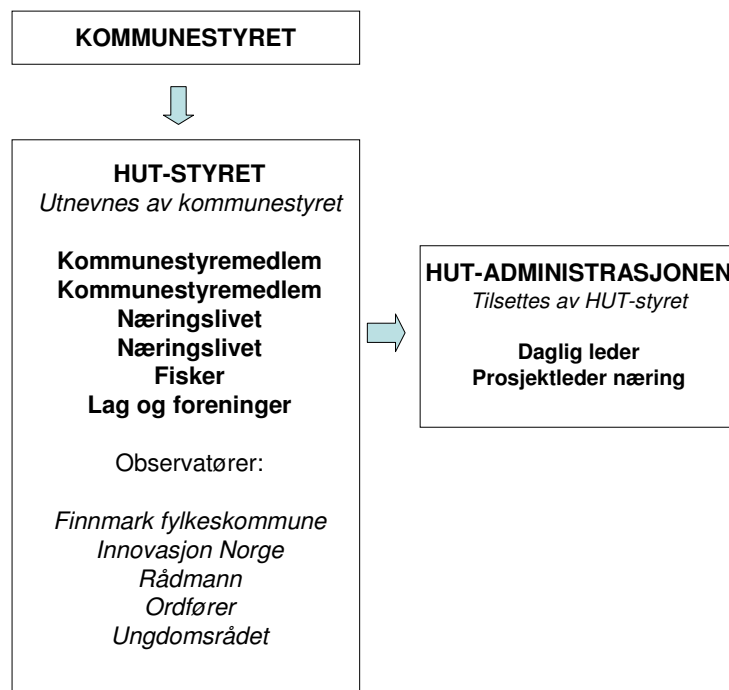 KOMMUNESTYRET
HUT-STYRET
Utnevnes av kommunestyret
Kommunestyremedlem
Kommunestyremedlem
Næringslivet
Næringslivet
Fisker
Lag og foreninger
Observatører:
Finnmark fylkeskommune
Innovasjon Norge
Rådmann
Ordfører
Ungdomsrådet
HUT-ADMINISTRASJONEN
Tilsettes av HUT-styret
Daglig leder
Prosjektleder næring